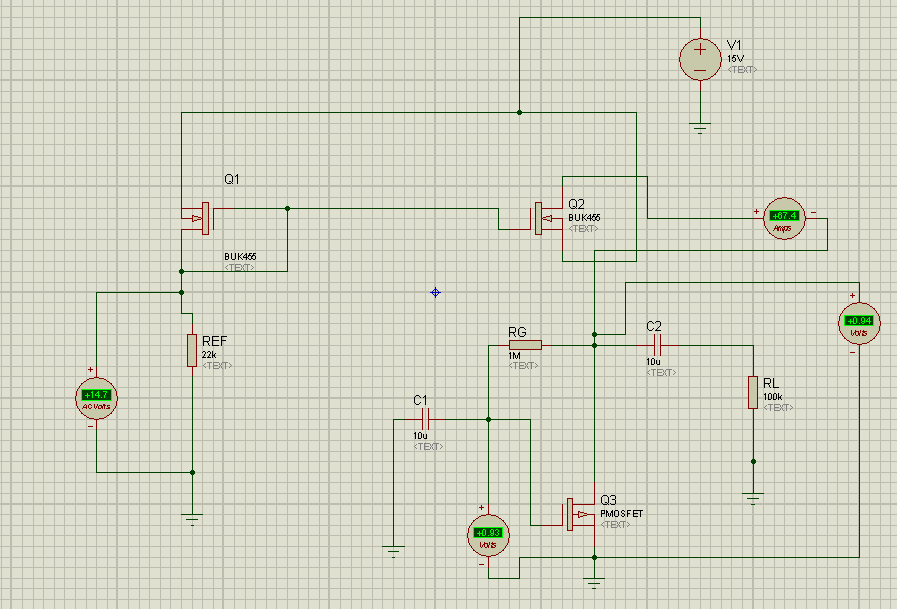 V1
15V
<TEXT>
Q1
BUK455
<TEXT>
Q2
BUK455
<TEXT>
+67.4
Amps
REF
22k
<TEXT>
+14.7
AC Volts
RG
1M
<TEXT>
C2
10u
<TEXT>
+0.94
Volts
RL
100k
<TEXT>
C1
10u
<TEXT>
Q3
PMOSFET
<TEXT>
+0.93
Volts